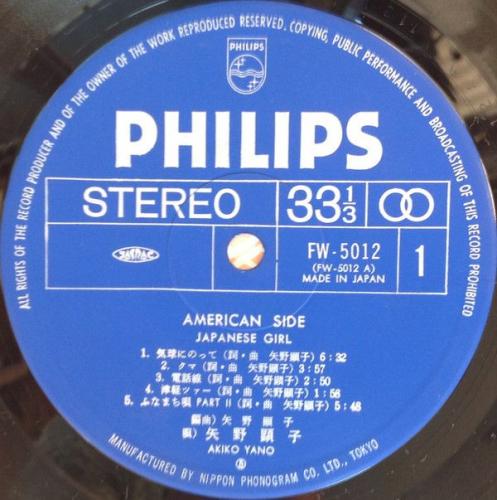 ALL RIGHTS OF THE RECORD PRODUCER AND OF THE OWNER OF THE WORK REPRODUCED RESERVED. COPYING, PUBLIC PERFORMANCE AND BROADCASTING OF THIS RECORD PROHIBITED
PHILIPS
PHILIPS
STEREO 33 1/3
JASRAC FW-5012 1
(FW-5012 A)
MADE IN JAPAN
AMERICAN SIDE
JAPANESE GIRL
1. 気球にのって (詞・曲 矢野顕子) 6:32
2. クマ (詞・曲 矢野顕子) 3:57
3. 電話線 (詞・曲 矢野顕子) 2:50
4. 津軽ツァー (詞・曲 矢野顕子) 1:58
5. ふなまち唄 PART II (詞・曲 矢野顕子) 5:48
編曲) 矢野 顕子
唄) 矢野顕子
AKIKO YANO
MANUFACTURED BY NIPPON PHONOGRAM CO. LTD., TOKYO